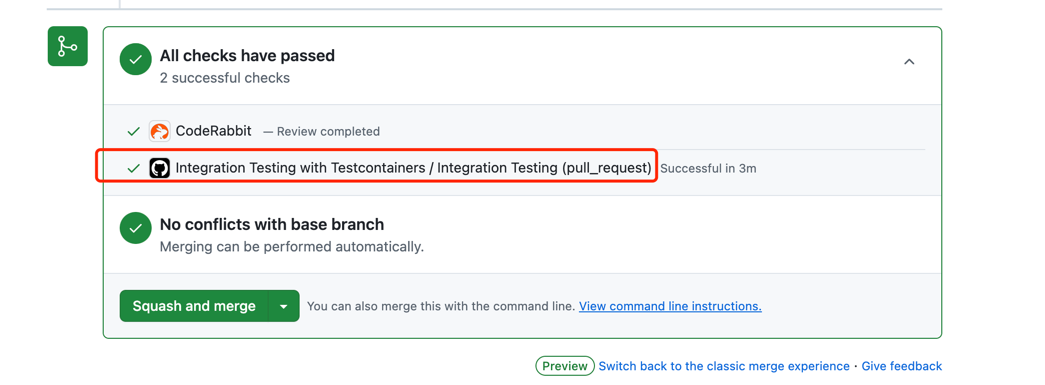 All checks have passed
2 successful checks
CodeRabbit — Review completed
Integration Testing with Testcontainers / Integration Testing (pull_request) Successful in 3m
No conflicts with base branch
Merging can be performed automatically.
Squash and merge You can also merge this with the command line. View command line instructions.
Preview Switch back to the classic merge experience · Give feedback